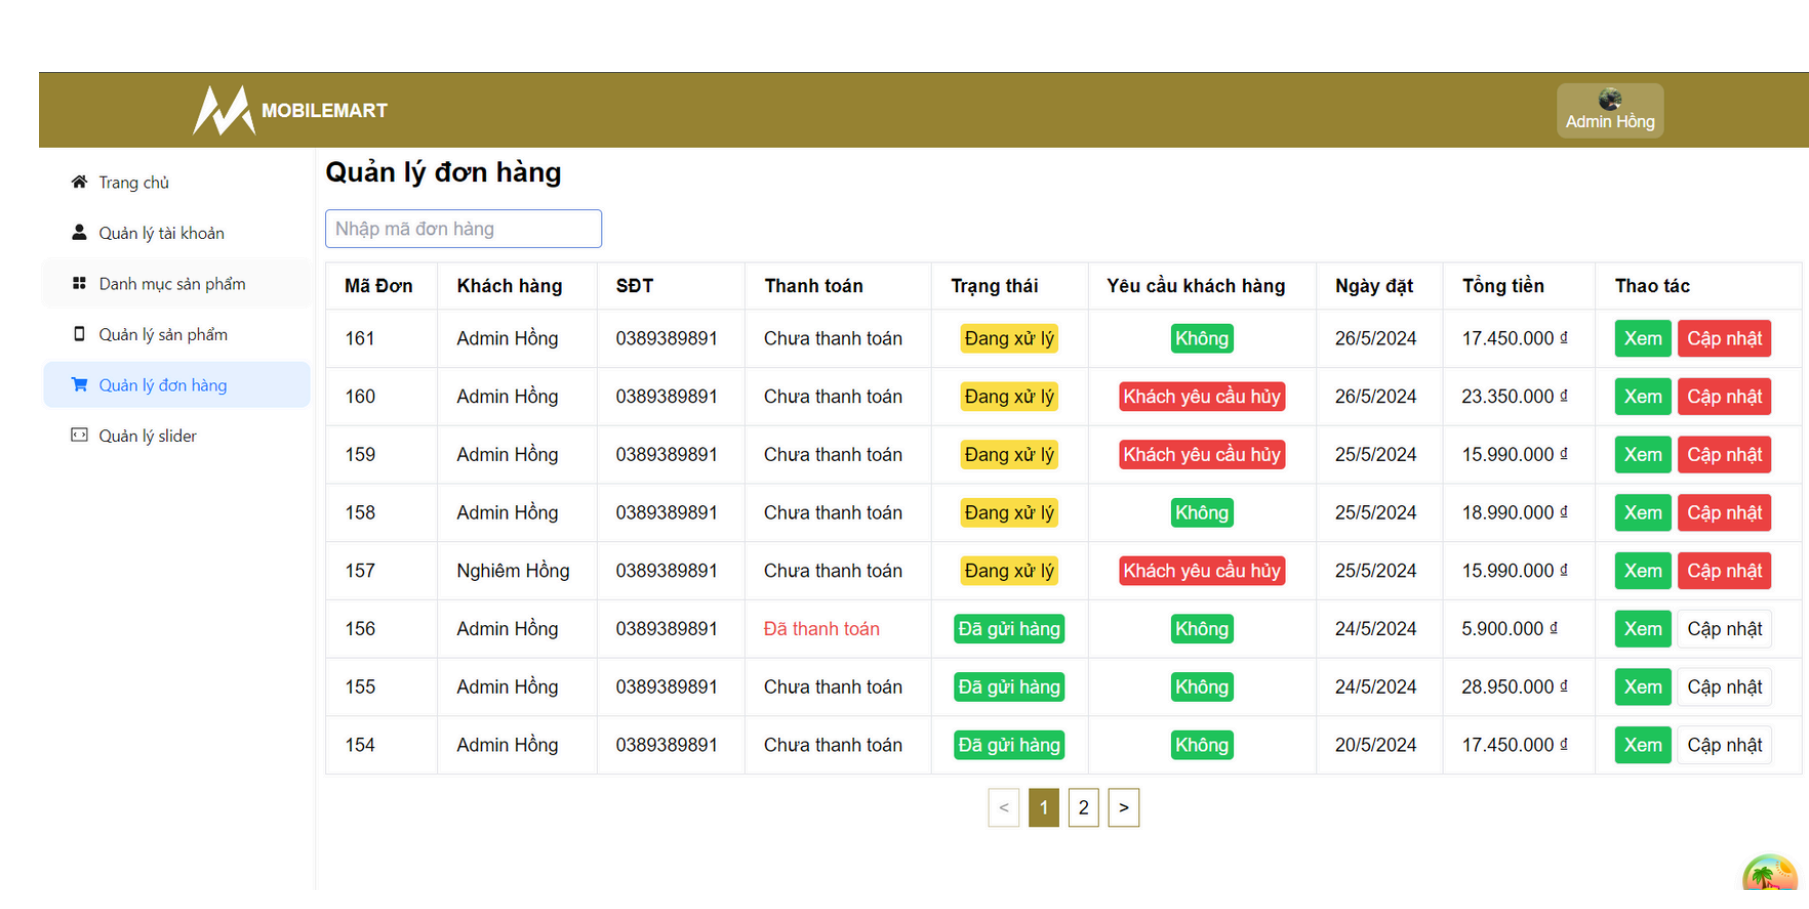 MOBILEMART
Admin Hồng
Trang chủ
Quản lý tài khoản
Danh mục sản phẩm
Quản lý sản phẩm
Quản lý đơn hàng
Quản lý slider
Quản lý đơn hàng
Nhập mã đơn hàng
Mã Đơn Khách hàng SĐT Thanh toán Trạng thái Yêu cầu khách hàng Ngày đặt Tổng tiền Thao tác
161 Admin Hồng 0389389891 Chưa thanh toán Đang xử lý Không 26/5/2024 17.450.000 ₫ Xem Cập nhật
160 Admin Hồng 0389389891 Chưa thanh toán Đang xử lý Khách yêu cầu hủy 26/5/2024 23.350.000 ₫ Xem Cập nhật
159 Admin Hồng 0389389891 Chưa thanh toán Đang xử lý Khách yêu cầu hủy 25/5/2024 15.990.000 ₫ Xem Cập nhật
158 Admin Hồng 0389389891 Chưa thanh toán Đang xử lý Không 25/5/2024 18.990.000 ₫ Xem Cập nhật
157 Nghiêm Hồng 0389389891 Chưa thanh toán Đang xử lý Khách yêu cầu hủy 25/5/2024 15.990.000 ₫ Xem Cập nhật
156 Admin Hồng 0389389891 Đã thanh toán Đã gửi hàng Không 24/5/2024 5.900.000 ₫ Xem Cập nhật
155 Admin Hồng 0389389891 Chưa thanh toán Đã gửi hàng Không 24/5/2024 28.950.000 ₫ Xem Cập nhật
154 Admin Hồng 0389389891 Chưa thanh toán Đã gửi hàng Không 20/5/2024 17.450.000 ₫ Xem Cập nhật
< 1 2 >